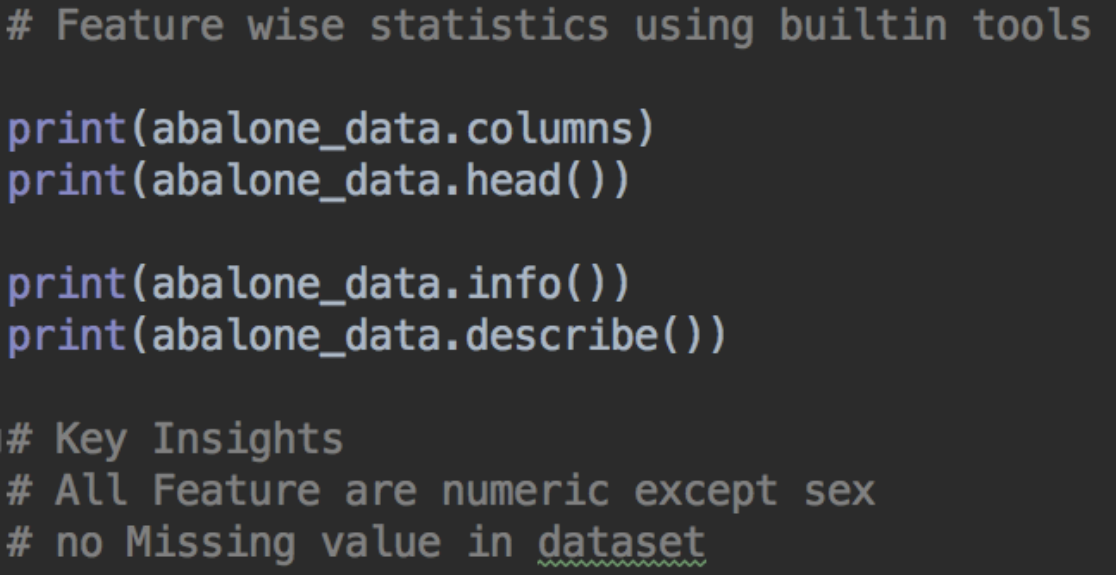 # Feature wise statistics using builtin tools
print(abalone_data.columns)
print(abalone_data.head())
print(abalone_data.info())
print(abalone_data.describe())
# Key Insights
# All Feature are numeric except sex
# no Missing value in dataset